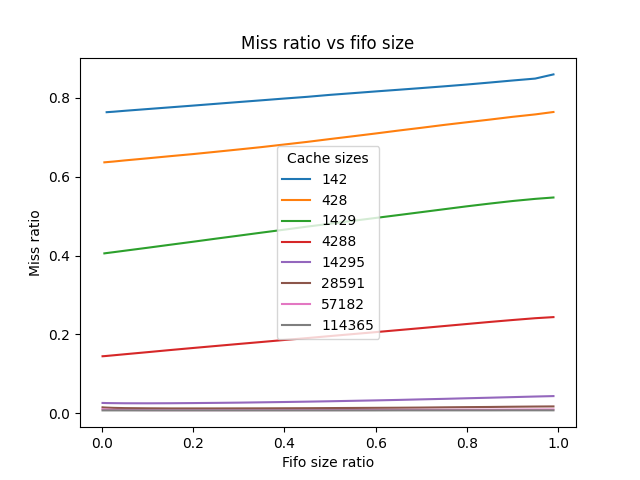 Miss ratio vs fifo size
0.8
0.6
0.4
0.2
0.0
Miss ratio
Cache sizes
142
428
1429
4288
14295
28591
57182
114365
0.0 0.2 0.4 0.6 0.8 1.0
Fifo size ratio